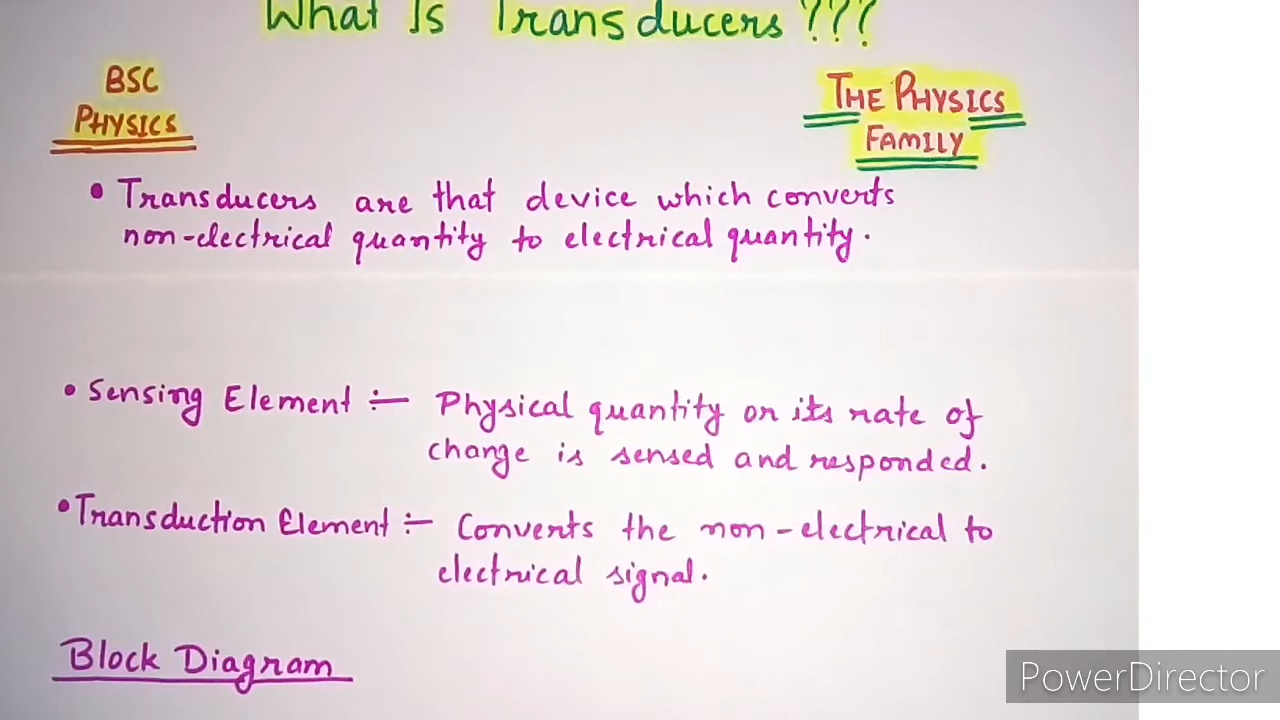 What Is Transducers ???
BSC
PHYSICS
THE PHYSICS
FAMILY
• Transducers are that device which converts
non-electrical quantity to electrical quantity.
• Sensing Element :- Physical quantity or its rate of
change is sensed and responded.
• Transduction Element :- Converts the non-electrical to
electrical signal.
Block Diagram
PowerDirector